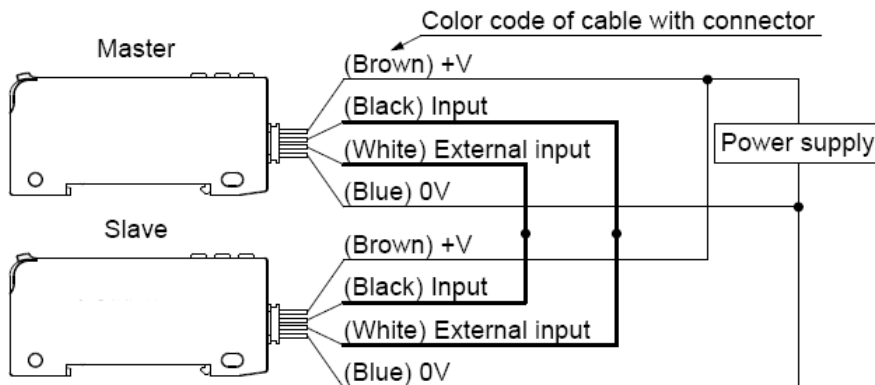 Color code of cable with connector
Master
(Brown) +V
(Black) Input
(White) External input
Power supply
(Blue) 0V
Slave
(Brown) +V
(Black) Input
(White) External input
(Blue) 0V